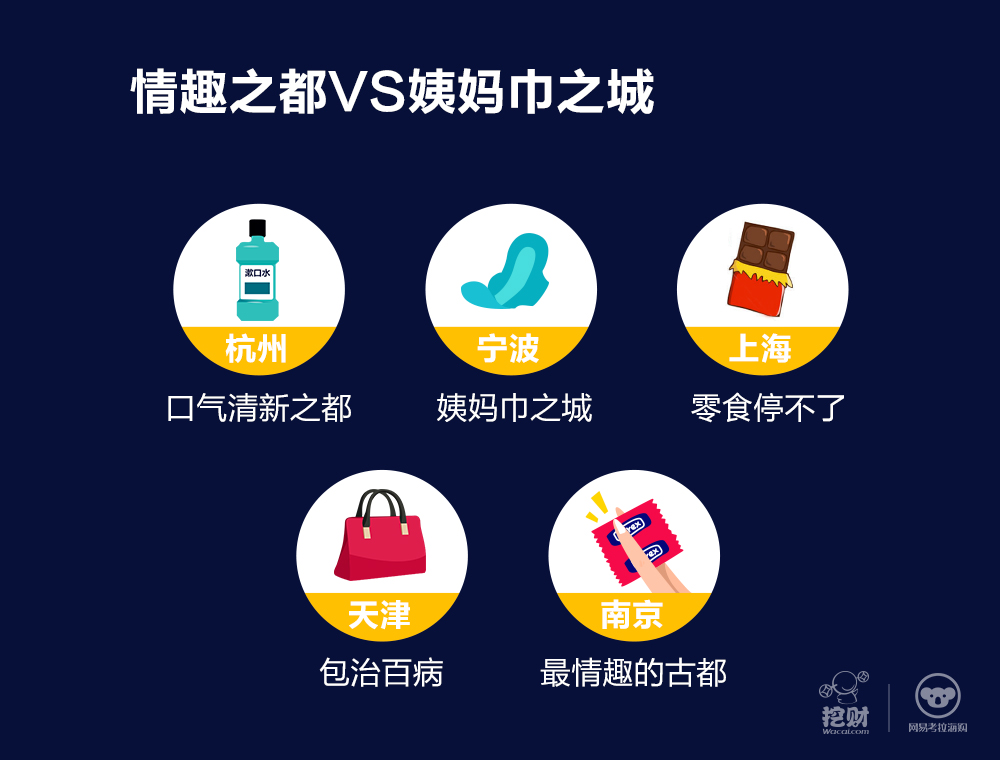 情趣之都VS姨妈巾之城
漱口水
杭州
口气清新之都
宁波
姨妈巾之城
上海
零食停不了
天津
包治百病
南京
最情趣的古都
挖财
Wacai.com
网易考拉海购